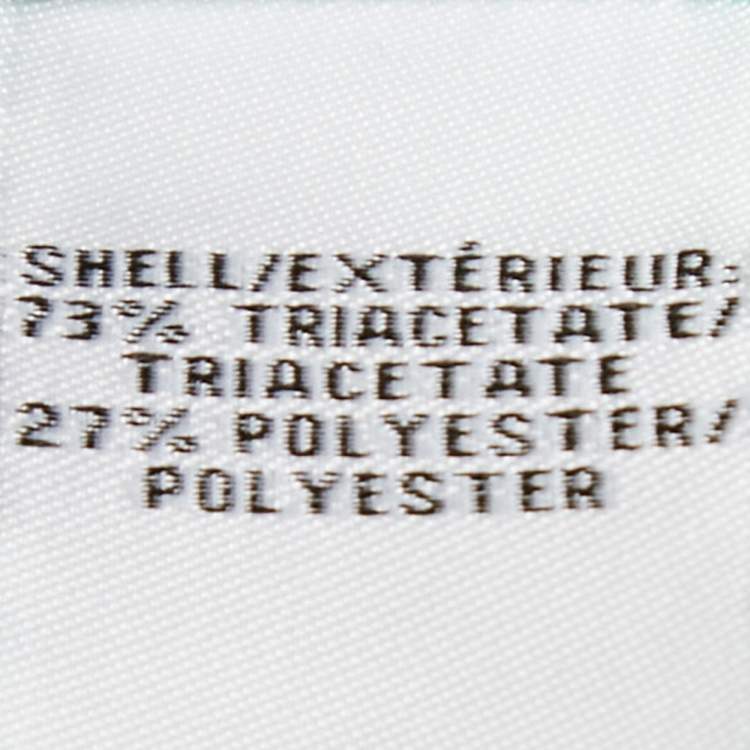 SHELL/EXTÉRIEUR:
73% TRIACETATE/
TRIACETATE
27% POLYESTER/
POLYESTER